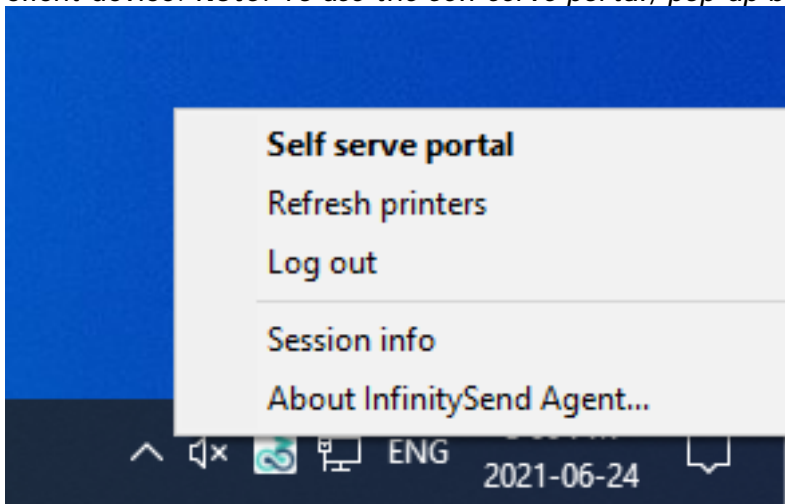 Self serve portal
Refresh printers
Log out
Session info
About InfinitySend Agent...
ENG
2021-06-24